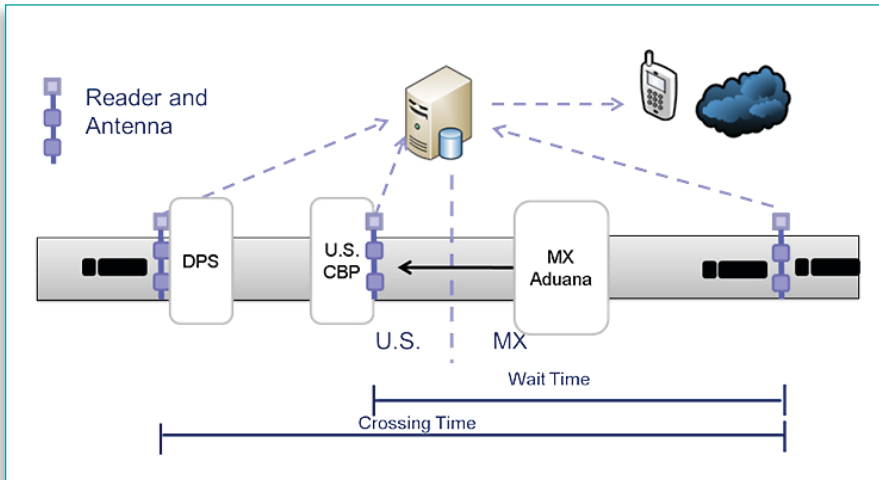 Reader and
Antenna
DPS
U.S.
CBP
MX
Aduana
U.S.
MX
Wait Time
Crossing Time